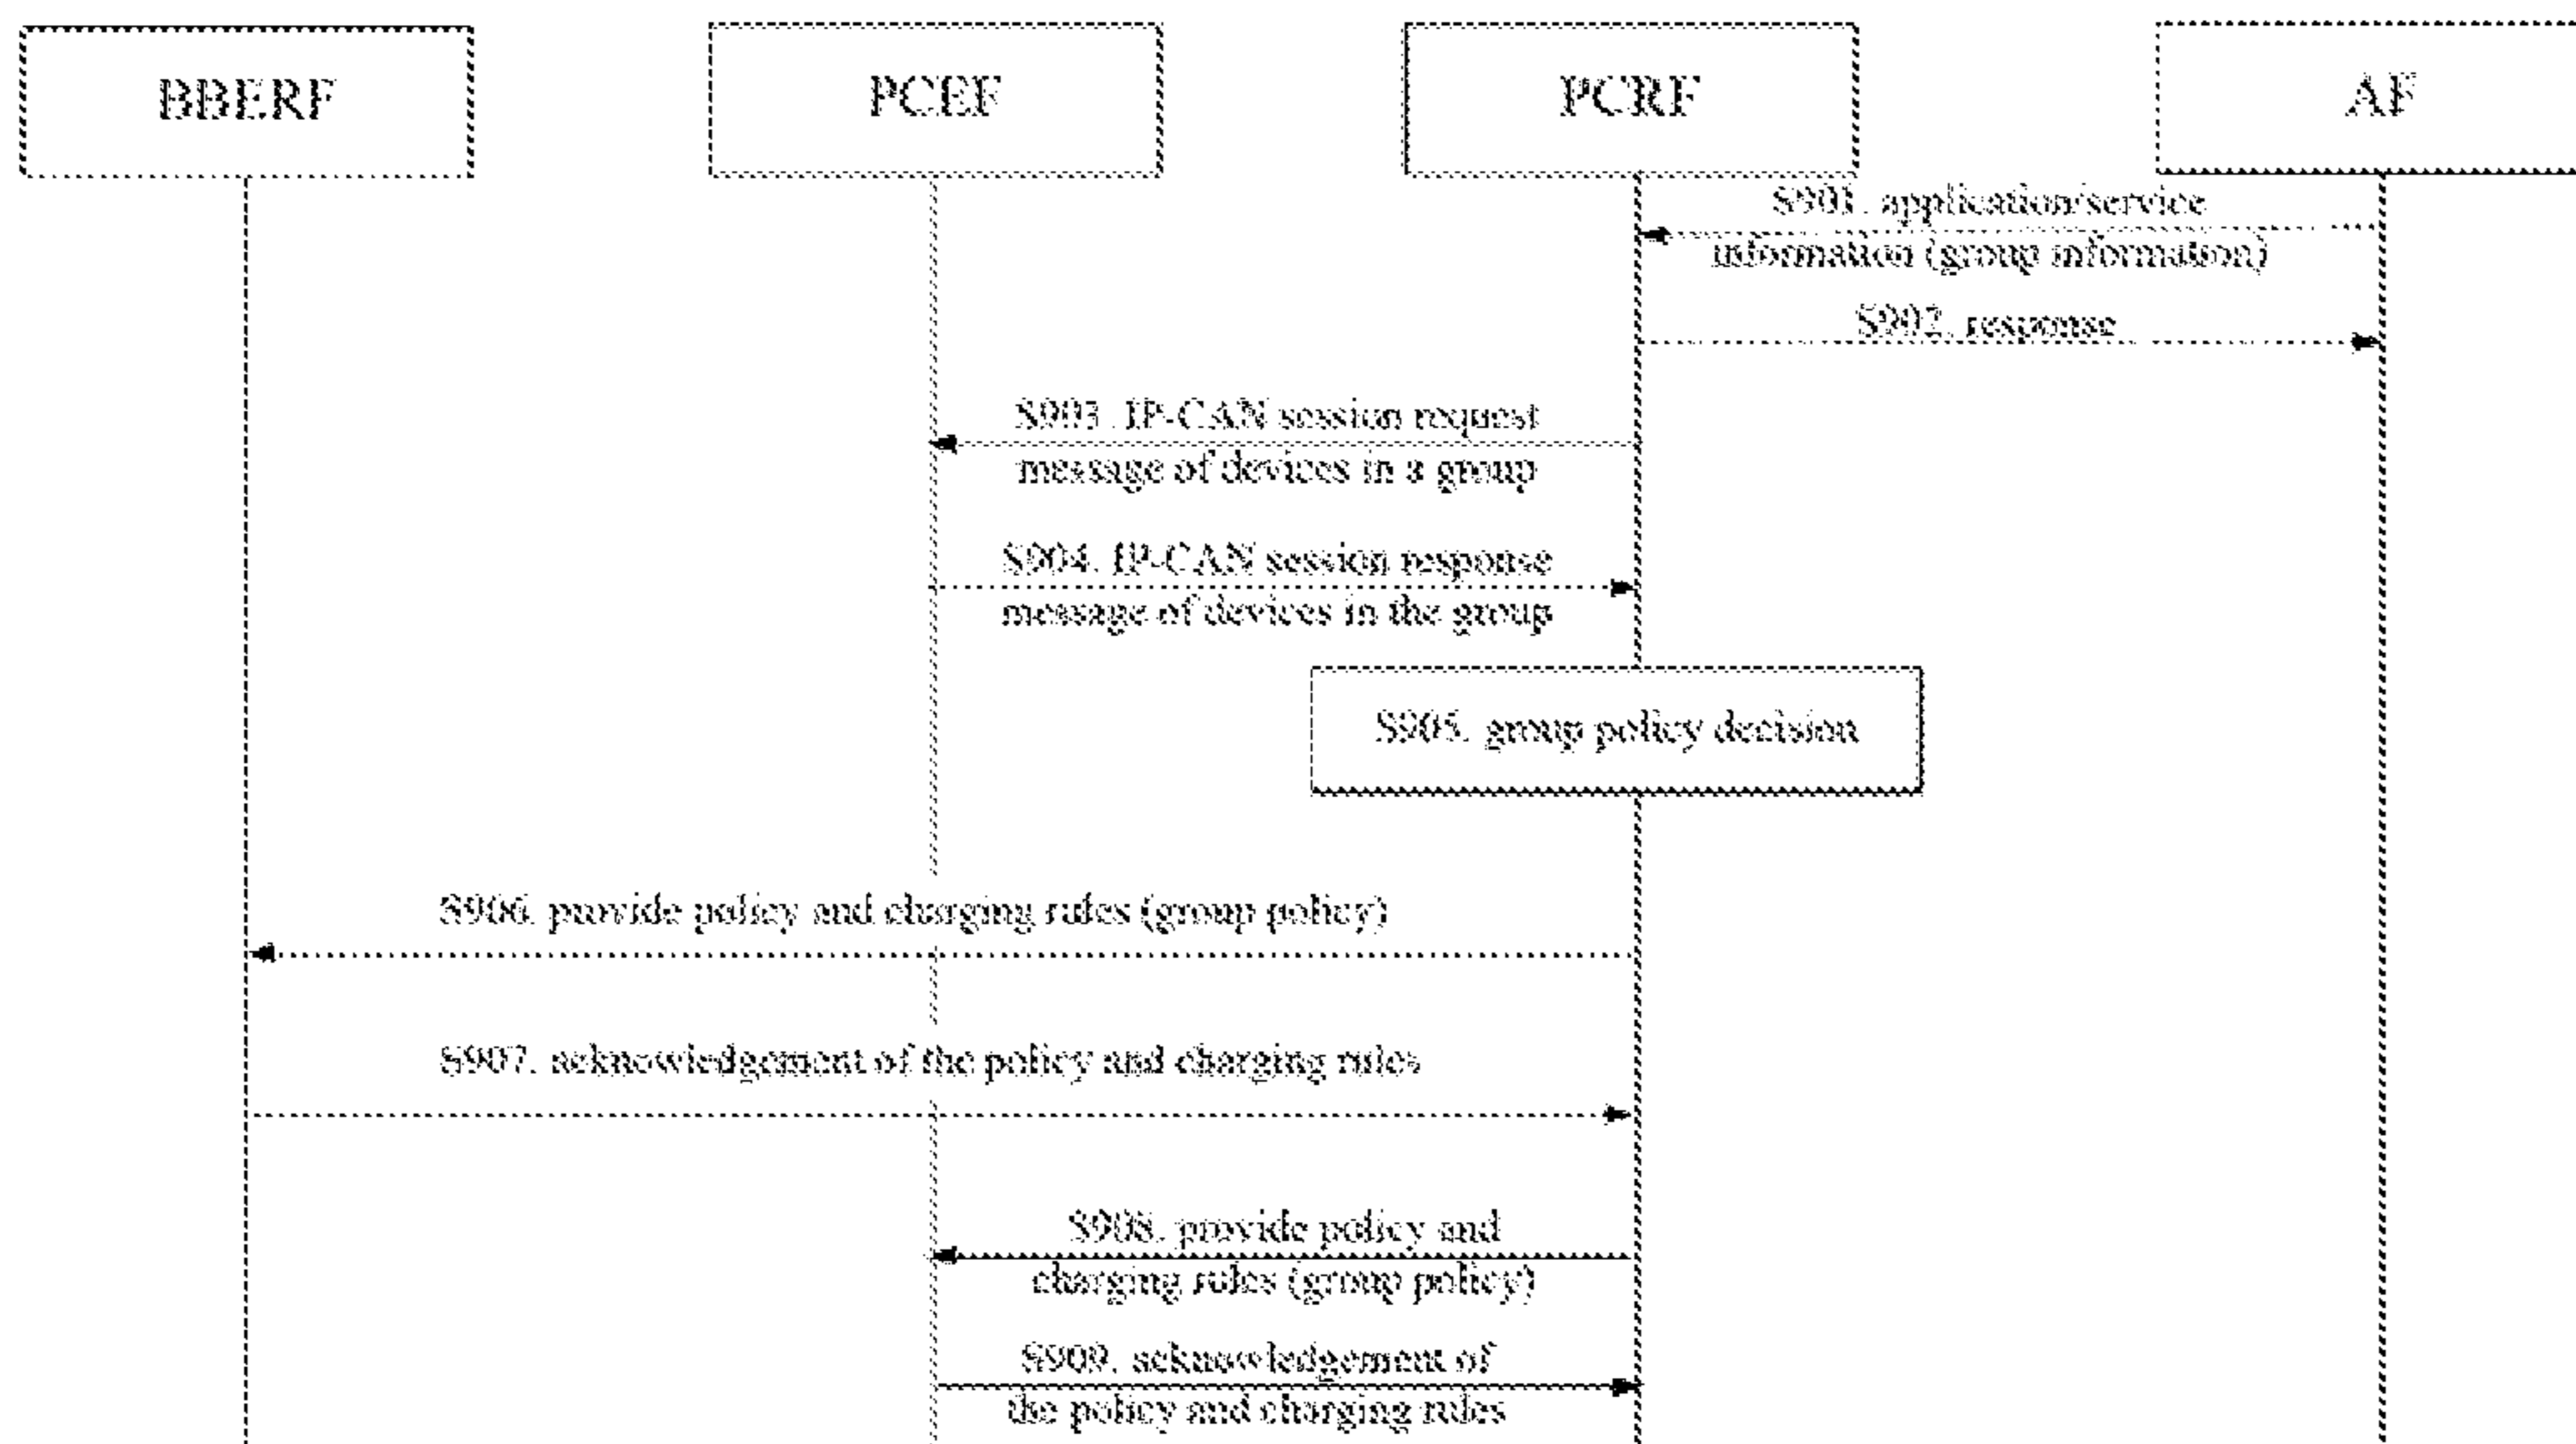 BBERF
PCEF
PCRF
AF
S901. application/service
information (group information)
S902. response
S903. IP-CAN session request
message of devices in a group
S904. IP-CAN session response
message of devices in the group
S905. group policy decision
S906. provide policy and charging rules (group policy)
S907. acknowledgement of the policy and charging rules
S908. provide policy and
charging rules (group policy)
S909. acknowledgement of
the policy and charging rules